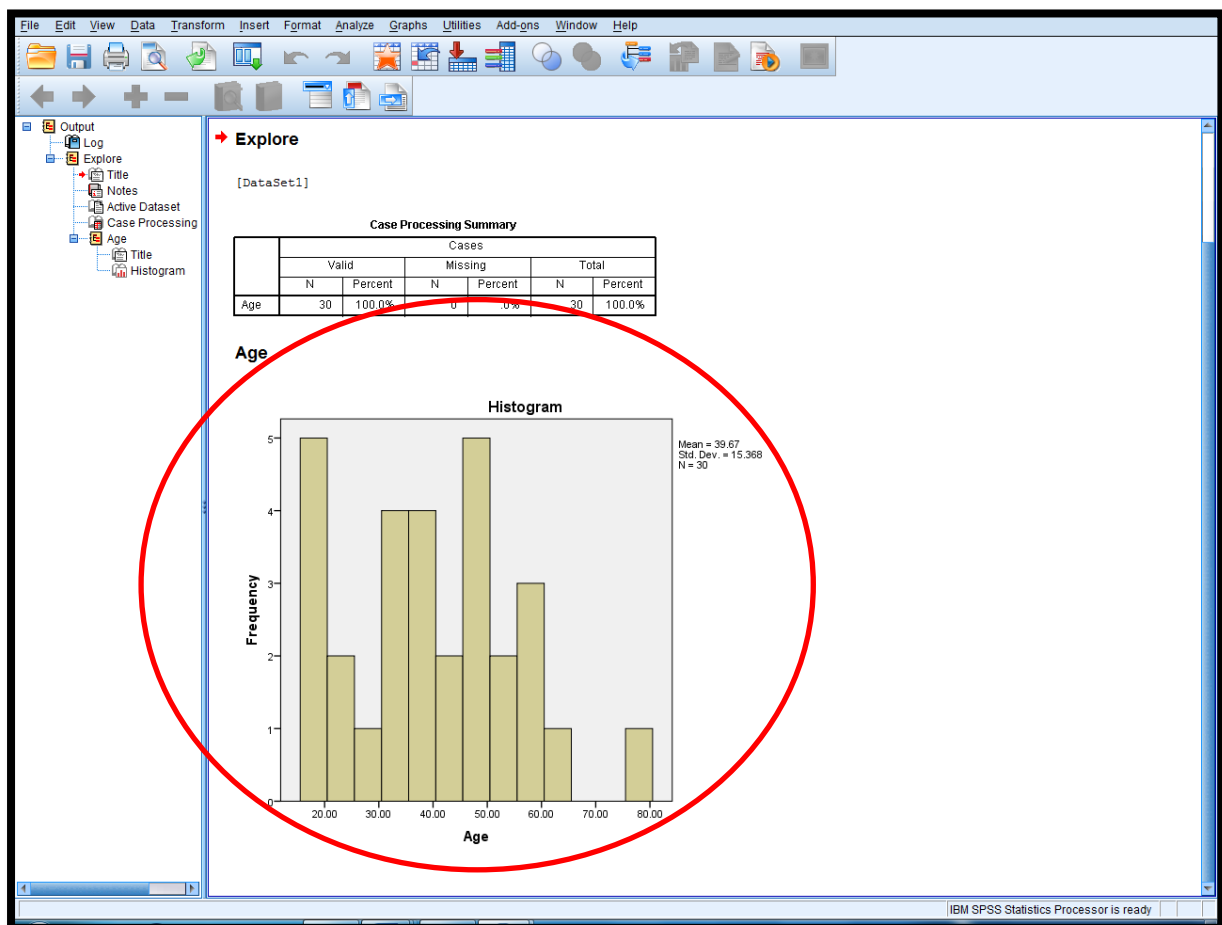 File Edit View Data Transform Insert Format Analyze Graphs Utilities Add-ons Window Help
Output
Log
Explore
Title
Notes
Active Dataset
Case Processing
Age
Title
Histogram
Explore
[DataSet1]
Case Processing Summary
Cases
Valid Missing Total
N Percent N Percent N Percent
Age 30 100.0% 0 .0% 30 100.0%
Age
Histogram
Mean = 39.67
Std. Dev. = 15.368
N = 30
Frequency
5
4
3
2
1
0
20.00 30.00 40.00 50.00 60.00 70.00 80.00
Age
IBM SPSS Statistics Processor is ready